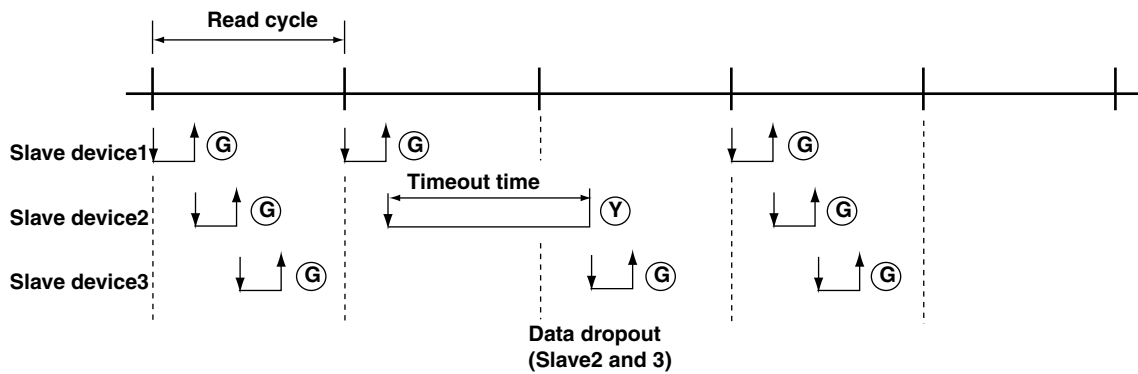 Read cycle
Slave device1 G G G
Timeout time
Slave device2 G Y G
Slave device3 G G G
Data dropout
(Slave2 and 3)